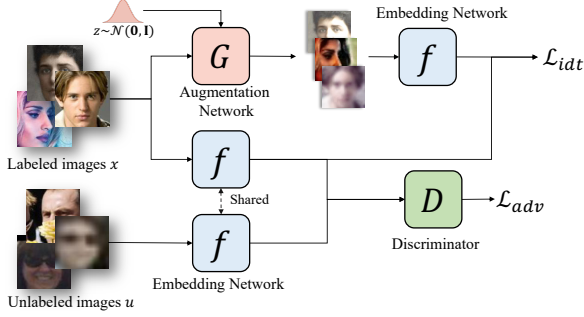 z~𝒩(𝟎, 𝐈)
G
Augmentation
Network
Embedding Network
f
ℒ_idt
Labeled images x
f
Shared
f
Embedding Network
D
Discriminator
ℒ_adv
Unlabeled images u